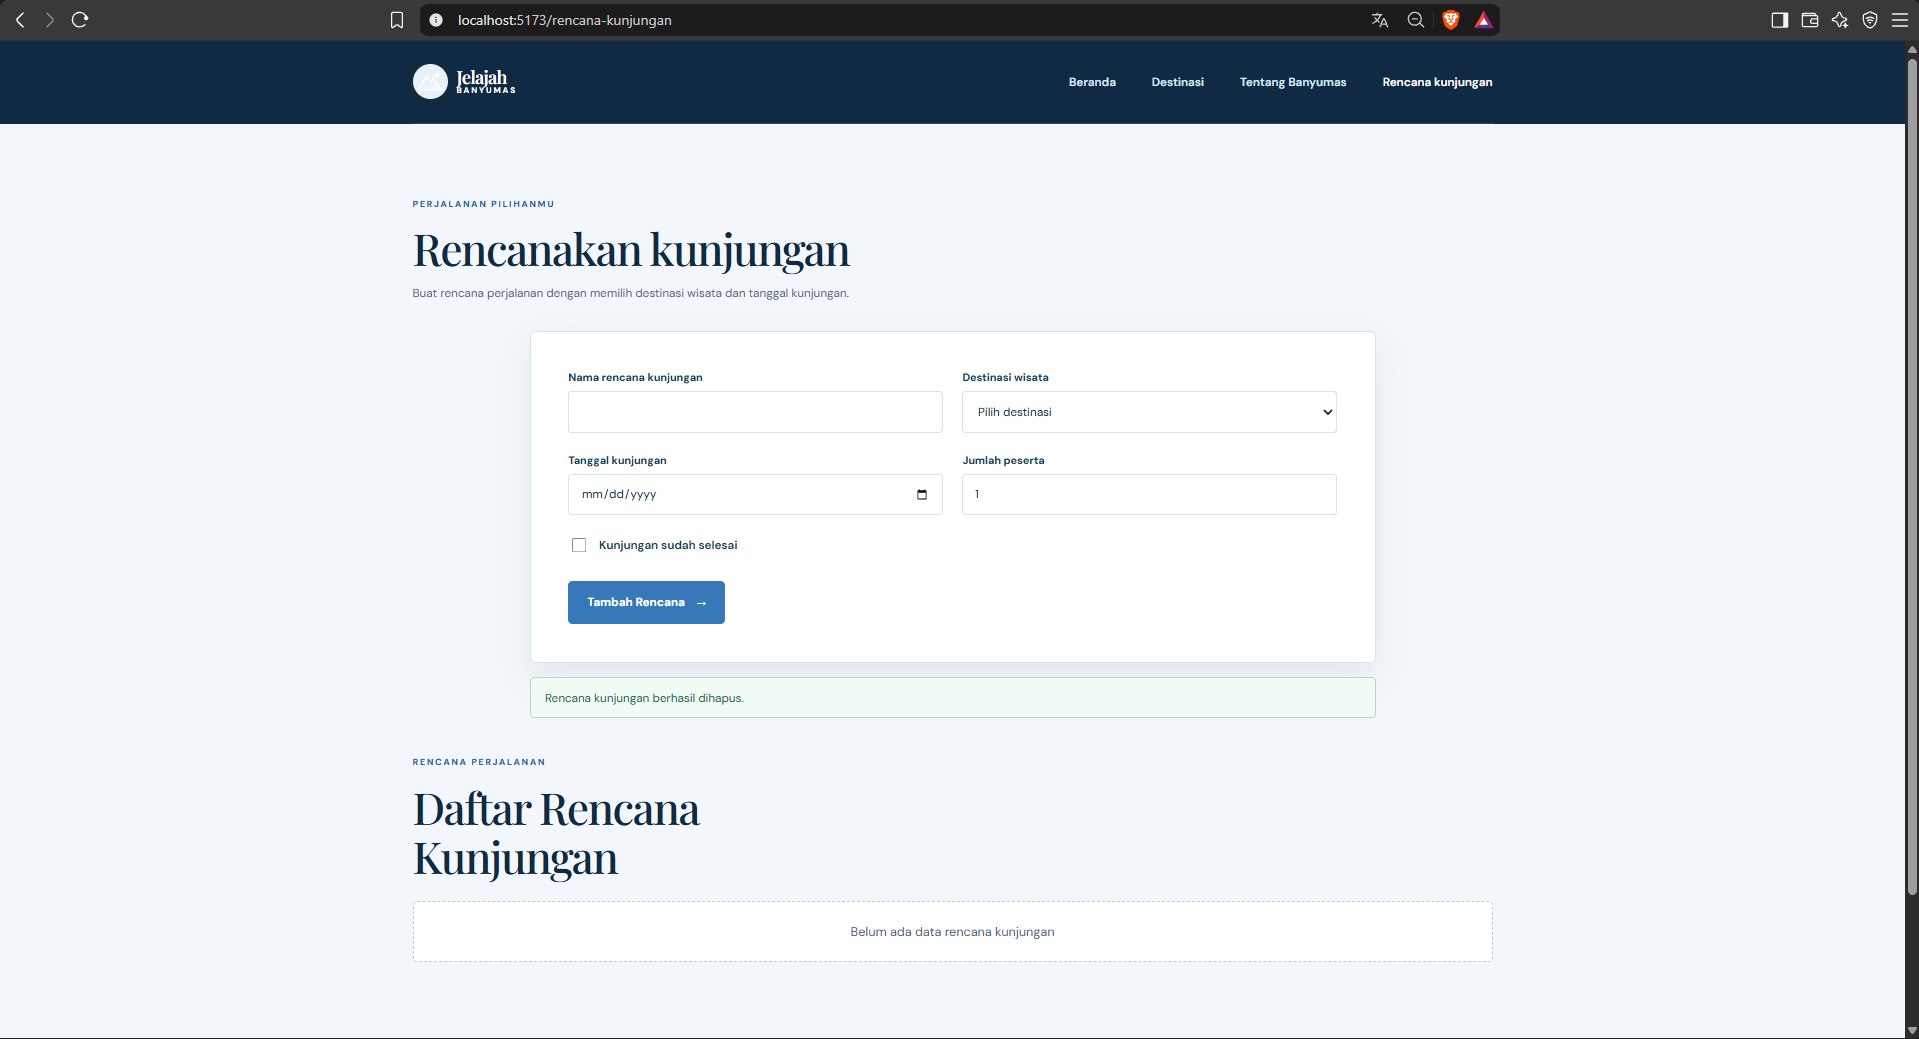 localhost:5173/rencana-kunjungan
Jelajah
BANYUMAS
Beranda
Destinasi
Tentang Banyumas
Rencana kunjungan
PERJALANAN PILIHANMU
Rencanakan kunjungan
Buat rencana perjalanan dengan memilih destinasi wisata dan tanggal kunjungan.
Nama rencana kunjungan
Destinasi wisata
Pilih destinasi
Tanggal kunjungan
Jumlah peserta
mm/dd/yyyy
1
Kunjungan sudah selesai
Tambah Rencana →
Rencana kunjungan berhasil dihapus.
RENCANA PERJALANAN
Daftar Rencana
Kunjungan
Belum ada data rencana kunjungan